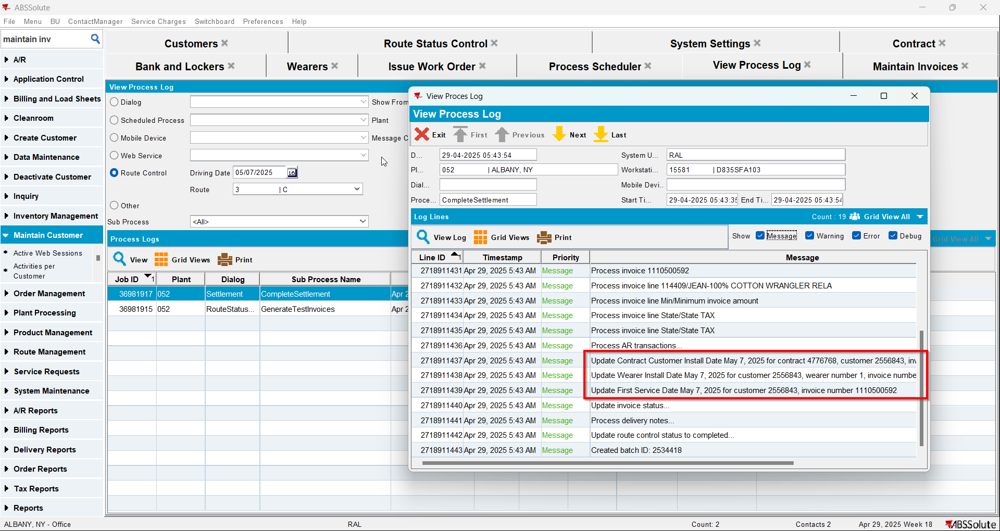 ABSSolute
File Menu BU ContactManager Service Charges Switchboard Preferences Help
maintain inv
Customers Route Status Control System Settings Contract
Bank and Lockers Wearers Issue Work Order Process Scheduler View Process Log Maintain Invoices
A/R
Application Control
Billing and Load Sheets
Cleanroom
Create Customer
Data Maintenance
Deactivate Customer
Inquiry
Inventory Management
Maintain Customer
Active Web Sessions
Activities per
Customer
Order Management
Plant Processing
Product Management
Route Management
Service Requests
System Maintenance
A/R Reports
Billing Reports
Delivery Reports
Order Reports
Tax Reports
Reports
View Process Log
Dialog Show From
Scheduled Process Plant
Mobile Device Message C
Web Service
Route Control Driving Date 05/07/2025 16
Route 3 | C
Other
Sub Process <All>
Process Logs Grid View All
View Grid Views Print
Job ID 1 Plant Dialog Sub Process Name
36981917 052 Settlement CompleteSettlement Apr 2
36981915 052 RouteStatus... GenerateTestInvoices Apr 2
View Proces Log
View Process Log
Exit First Previous Next Last
D... 29-04-2025 05:43:54 System U... RAL
Pl... 052 | ALBANY, NY Workstati... 15581 | D835SFA103
Dial... Mobile Devi..
Proce... CompleteSettlement Start Ti... 29-04-2025 05:43:35 End Ti... 29-04-2025 05:43:54
Log Lines Count : 19 Grid View All
View Log Grid Views Print Show Message Warning Error Debug
Line ID 1 Timestamp Priority Message
2718911431 Apr 29, 2025 5:43 AM Message Process invoice 1110500592
2718911432 Apr 29, 2025 5:43 AM Message Process invoice line 114409/JEAN-100% COTTON WRANGLER RELA
2718911433 Apr 29, 2025 5:43 AM Message Process invoice line Min/Minimum invoice amount
2718911434 Apr 29, 2025 5:43 AM Message Process invoice line State/State TAX
2718911435 Apr 29, 2025 5:43 AM Message Process invoice line State/State TAX
2718911436 Apr 29, 2025 5:43 AM Message Process AR transactions...
2718911437 Apr 29, 2025 5:43 AM Message Update Contract Customer Install Date May 7, 2025 for contract 4776768, customer 2556843, inv
2718911438 Apr 29, 2025 5:43 AM Message Update Wearer Install Date May 7, 2025 for customer 2556843, wearer number 1, invoice numbe
2718911439 Apr 29, 2025 5:43 AM Message Update First Service Date May 7, 2025 for customer 2556843, invoice number 1110500592
2718911440 Apr 29, 2025 5:43 AM Message Update invoice status...
2718911441 Apr 29, 2025 5:43 AM Message Process delivery notes...
2718911442 Apr 29, 2025 5:43 AM Message Update route control status to completed...
2718911443 Apr 29, 2025 5:43 AM Message Created batch ID: 2534418
ALBANY, NY - Office RAL Count: 2 Contacts 2 Apr 29, 2025 Week 18 ABSSolute